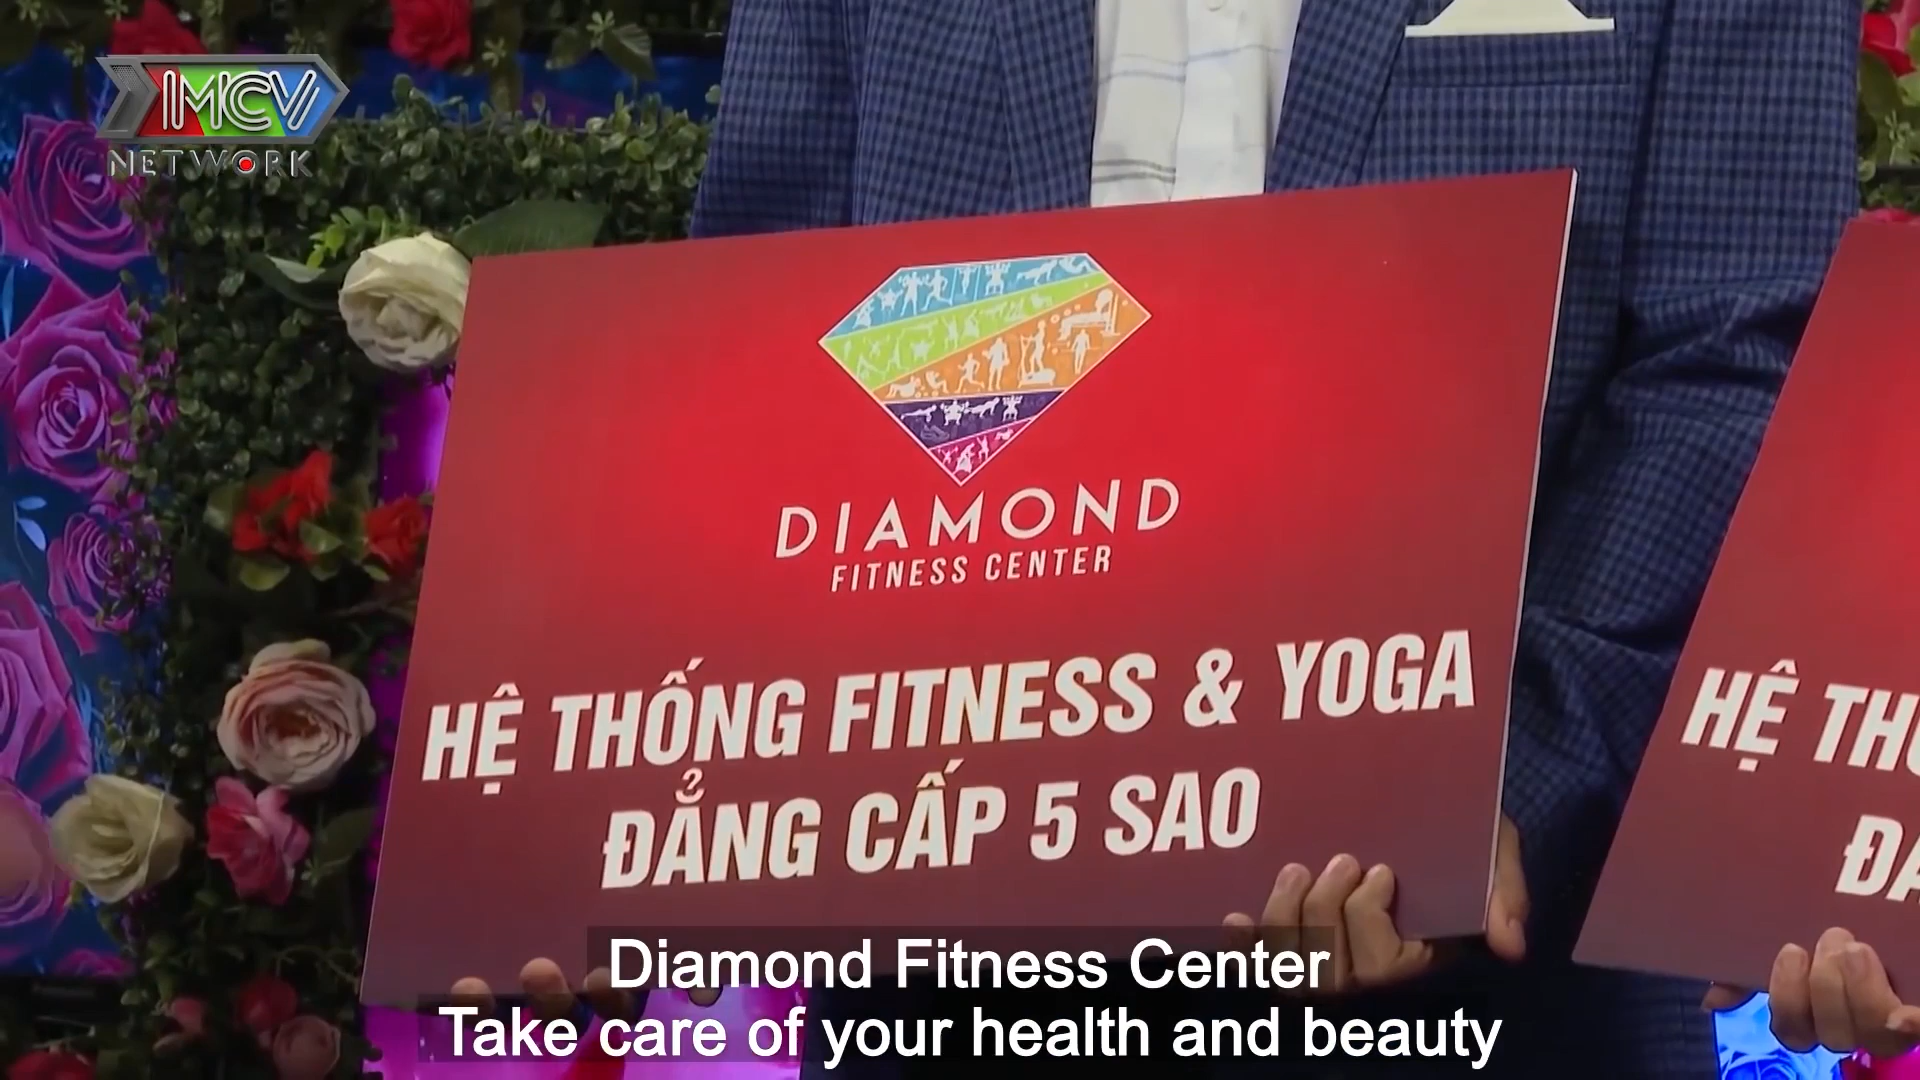 MCV
NETWORK
DIAMOND
FITNESS CENTER
HỆ THỐNG FITNESS & YOGA
ĐẲNG CẤP 5 SAO
HỆ
Diamond Fitness Center
Take care of your health and beauty